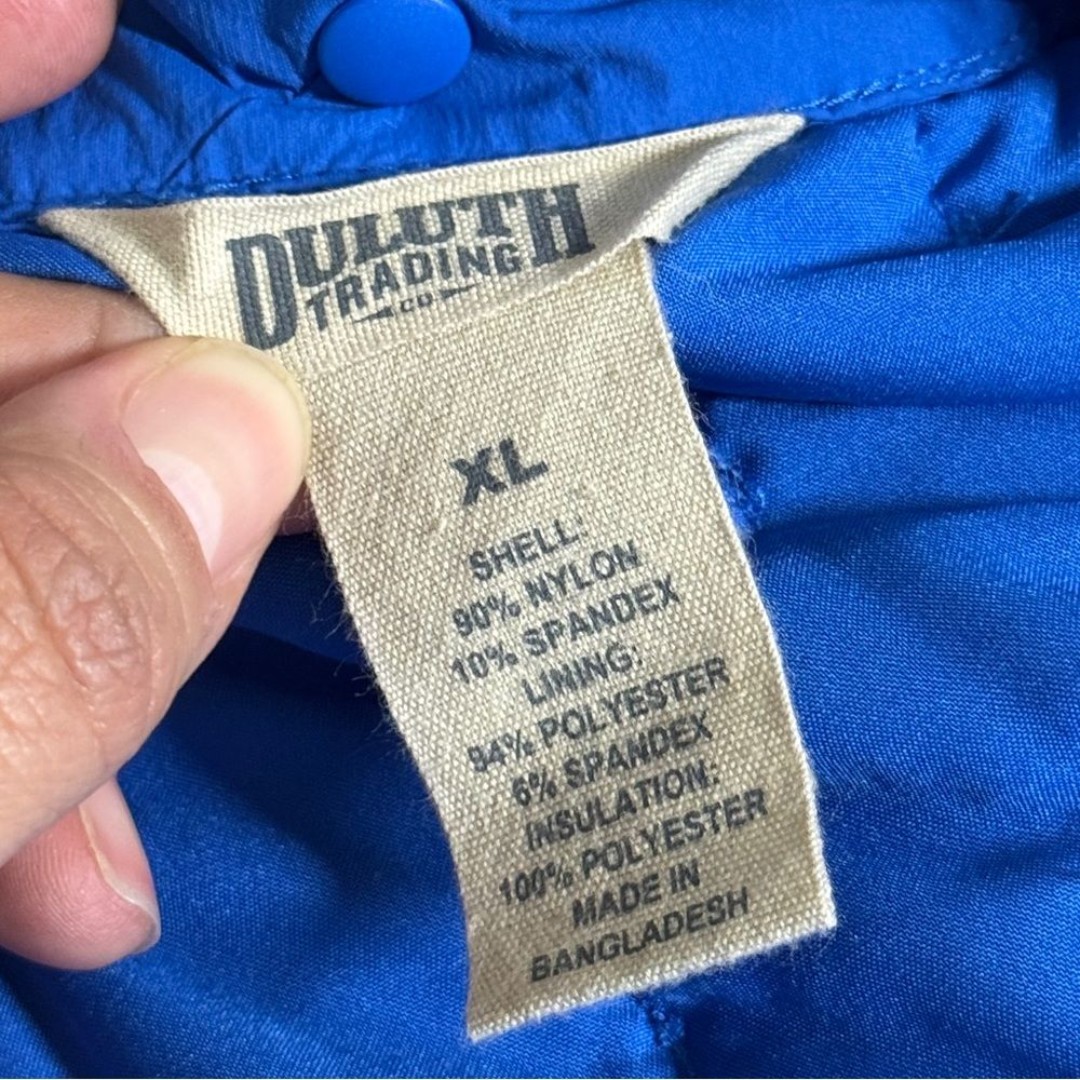 DULUTH
TRADING
CO
XL
SHELL:
90% NYLON
10% SPANDEX
LINING:
94% POLYESTER
6% SPANDEX
INSULATION:
100% POLYESTER
MADE IN
BANGLADESH